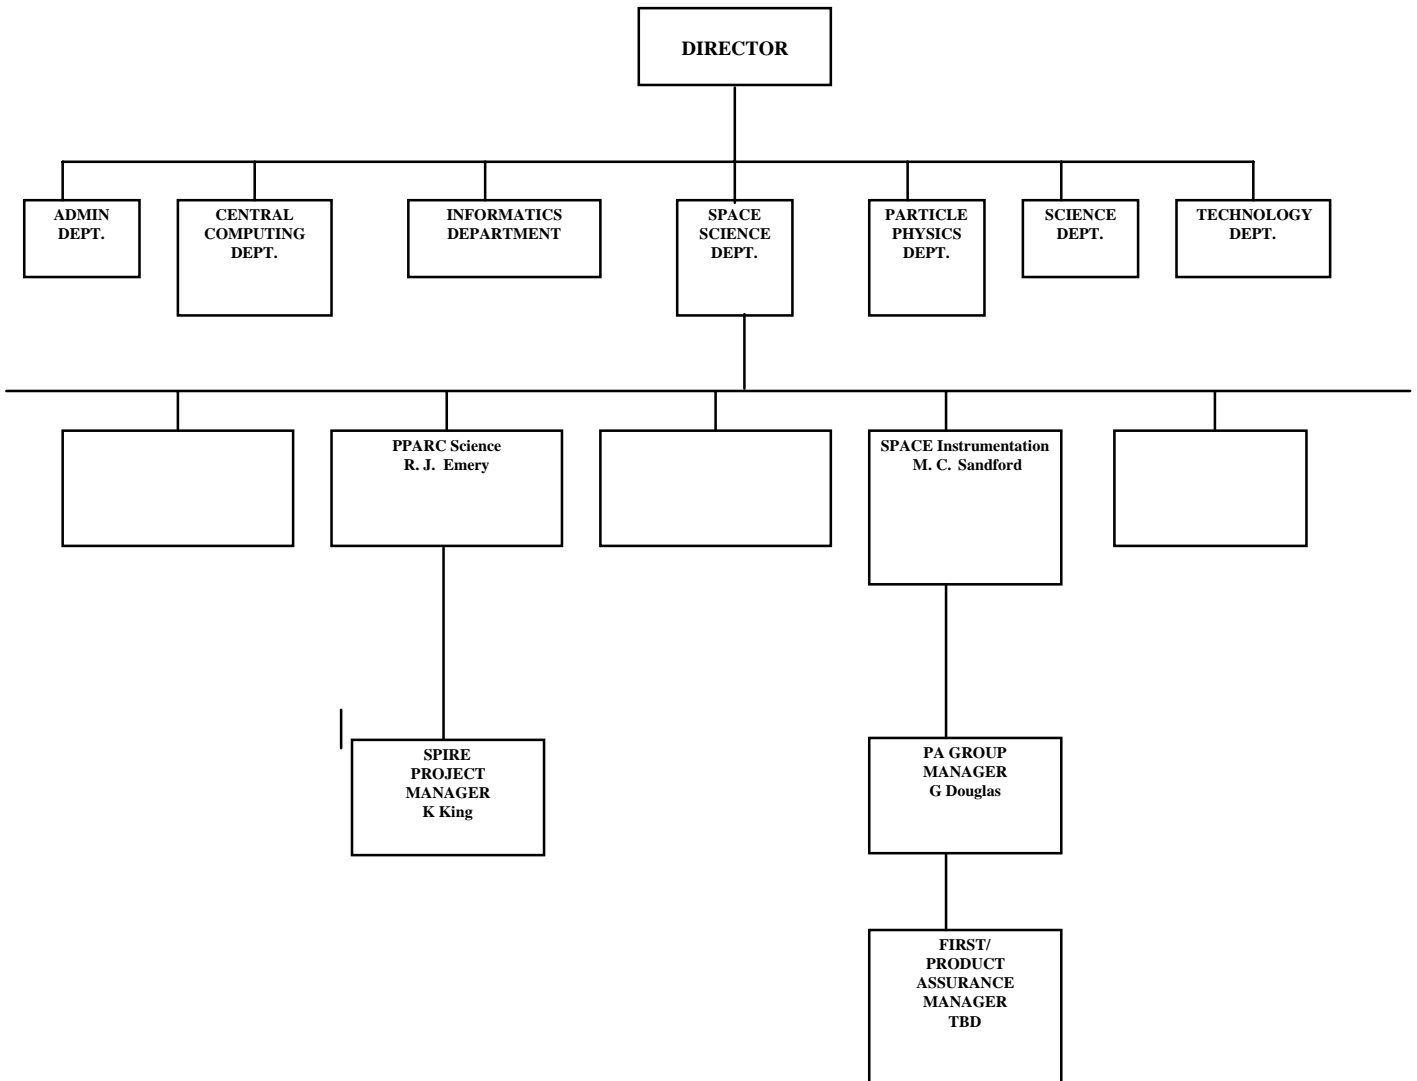 DIRECTOR
ADMIN
DEPT.
CENTRAL
COMPUTING
DEPT.
INFORMATICS
DEPARTMENT
SPACE
SCIENCE
DEPT.
PARTICLE
PHYSICS
DEPT.
SCIENCE
DEPT.
TECHNOLOGY
DEPT.
PPARC Science
R. J. Emery
SPACE Instrumentation
M. C. Sandford
SPIRE
PROJECT
MANAGER
K King
PA GROUP
MANAGER
G Douglas
FIRST/
PRODUCT
ASSURANCE
MANAGER
TBD